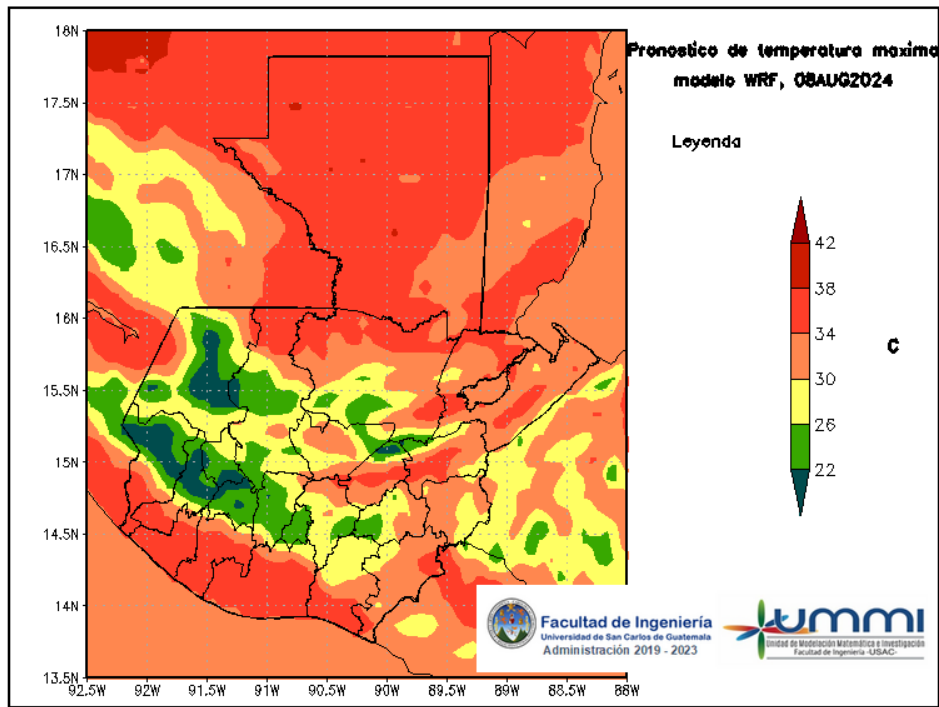 Pronostico de temperatura maxima
modelo WRF, 08AUG2024
Leyenda
18N
17.5N
17N
16.5N
16N
15.5N
15N
14.5N
14N
13.5N
92.5W 92W 91.5W 91W 90.5W 90W 89.5W 89W 88.5W 88W
42
38
34
30
26
22
C
Facultad de Ingeniería
Universidad de San Carlos de Guatemala
Administración 2019 - 2023
UMMI
Unidad de Modelación Matemática e Investigación
Facultad de Ingeniería -USAC-